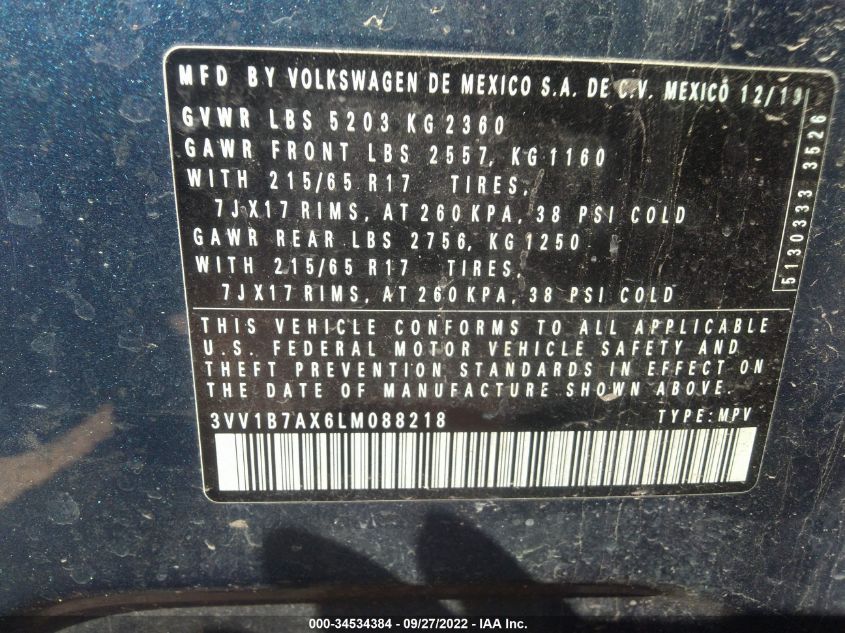 MFD BY VOLKSWAGEN DE MEXICO S.A. DE C.V. MEXICO 12/19
GVWR LBS 5203 KG 2360
GAWR FRONT LBS 2557, KG 1160
WITH 215/65 R17 TIRES,
7JX17 RIMS, AT 260 KPA, 38 PSI COLD
GAWR REAR LBS 2756, KG 1250
WITH 215/65 R17 TIRES,
7JX17 RIMS, AT 260 KPA, 38 PSI COLD
5130333 3526
THIS VEHICLE CONFORMS TO ALL APPLICABLE
U.S. FEDERAL MOTOR VEHICLE SAFETY AND
THEFT PREVENTION STANDARDS IN EFFECT ON
THE DATE OF MANUFACTURE SHOWN ABOVE.
3VV1B7AX6LM088218 TYPE: MPV
000-34534384 - 09/27/2022 - IAA Inc.